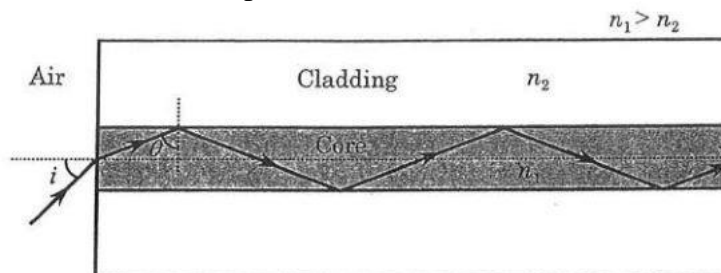 n₁ > n₂
Air Cladding n₂
θ Core
i
n₁